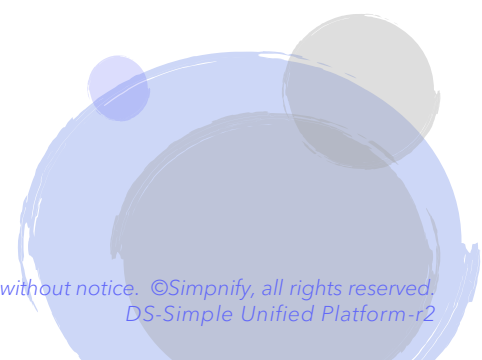 without notice. ©Simpnify, all rights reserved.
DS-Simple Unified Platform-r2